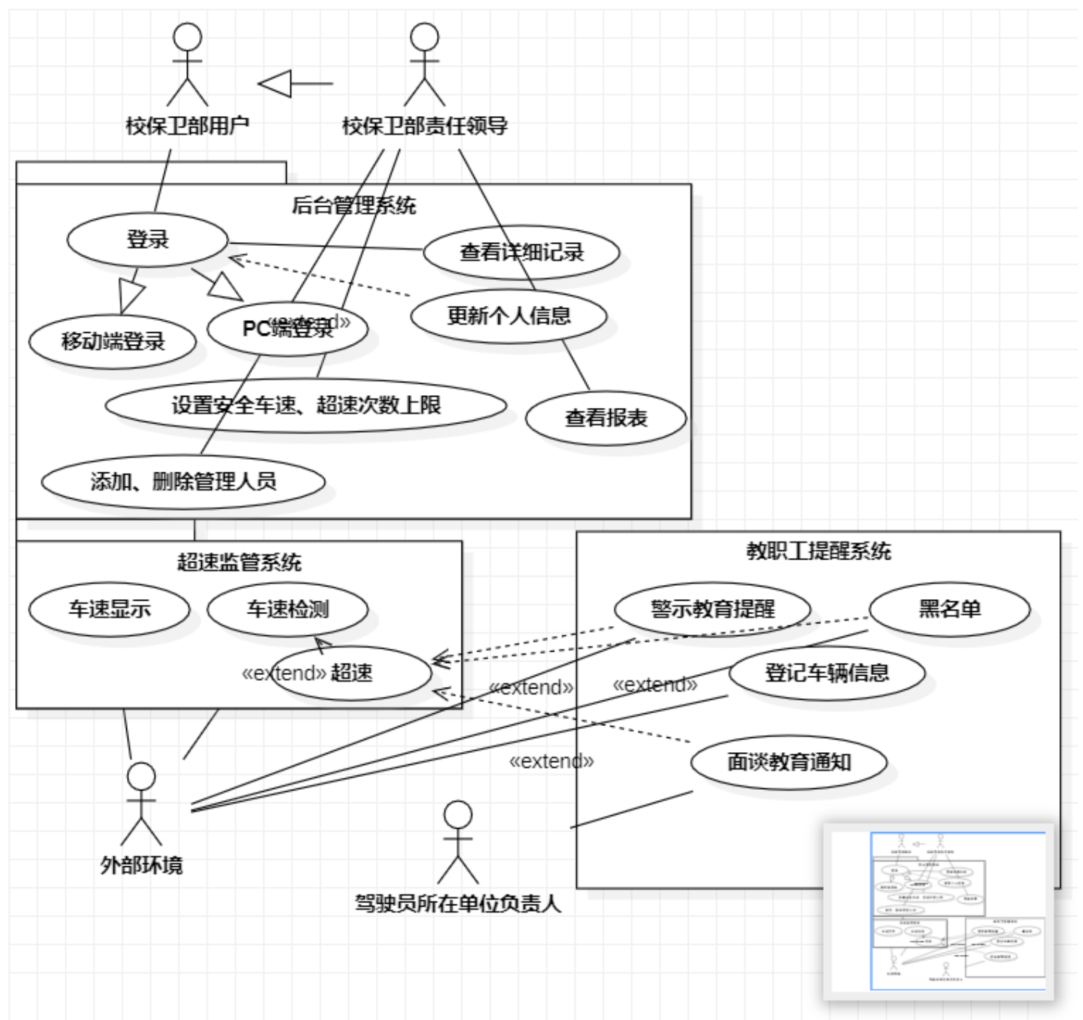 校保卫部用户
校保卫部责任领导
后台管理系统
登录
查看详细记录
更新个人信息
«extend»
移动端登录
PC端登录
设置安全车速、超速次数上限
查看报表
添加、删除管理人员
超速监管系统
教职工提醒系统
车速显示
车速检测
警示教育提醒
黑名单
«extend»
超速
«extend»
«extend»
登记车辆信息
«extend»
面谈教育通知
外部环境
驾驶员所在单位负责人